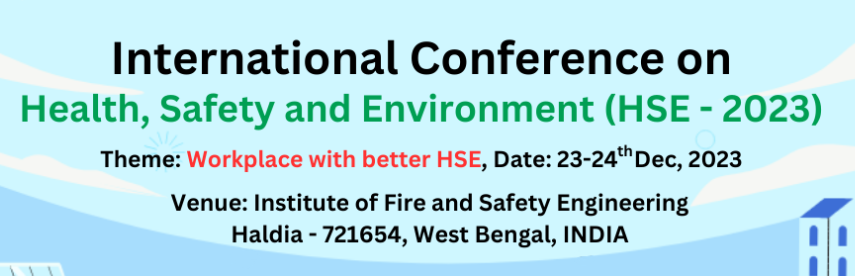 International Conference on
Health, Safety and Environment (HSE - 2023)
Theme: Workplace with better HSE, Date: 23-24th Dec, 2023
Venue: Institute of Fire and Safety Engineering
Haldia - 721654, West Bengal, INDIA